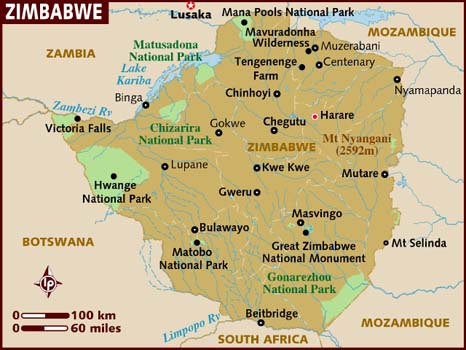 ZIMBABWE
Lusaka
Mana Pools National Park
MOZAMBIQUE
ZAMBIA
Matusadona
National Park
Mavuradonha
Wilderness
Muzerabani
Centenary
Tengenenge
Farm
Lake
Kariba
Nyamapanda
Binga
Chinhoyi
Zambezi Rv
Victoria Falls
Chizarira
National Park
Gokwe
Chegutu
Harare
ZIMBABWE
Mt Nyangani
(2592m)
Lupane
Kwe Kwe
Mutare
Hwange
National Park
Gweru
Masvingo
Bulawayo
BOTSWANA
Matobo
National Park
Great Zimbabwe
National Monument
Mt Selinda
Gonarezhou
National Park
LP
0
100 km
0
60 miles
Limpopo Rv
Beitbridge
MOZAMBIQUE
SOUTH AFRICA